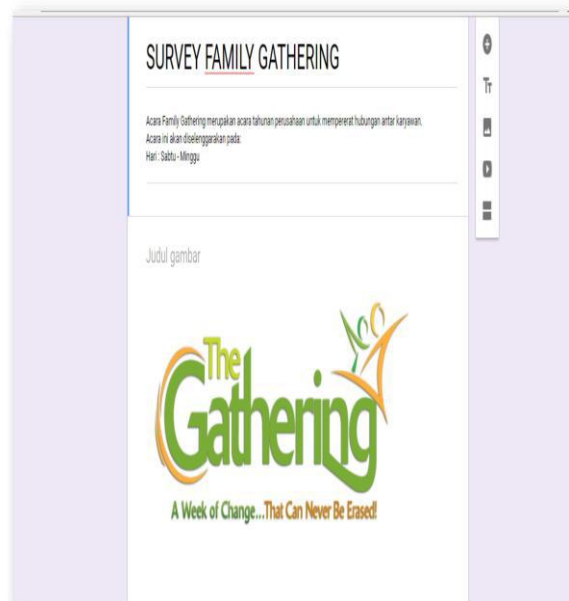 SURVEY FAMILY GATHERING
Acara Family Gathering merupakan acara tahunan perusahaan untuk mempererat hubungan antar karyawan.
Acara ini akan diselenggarakan pada:
Hari : Sabtu - Minggu
Tт
Judul gambar
The
Gathering
A Week of Change...That Can Never Be Erased!